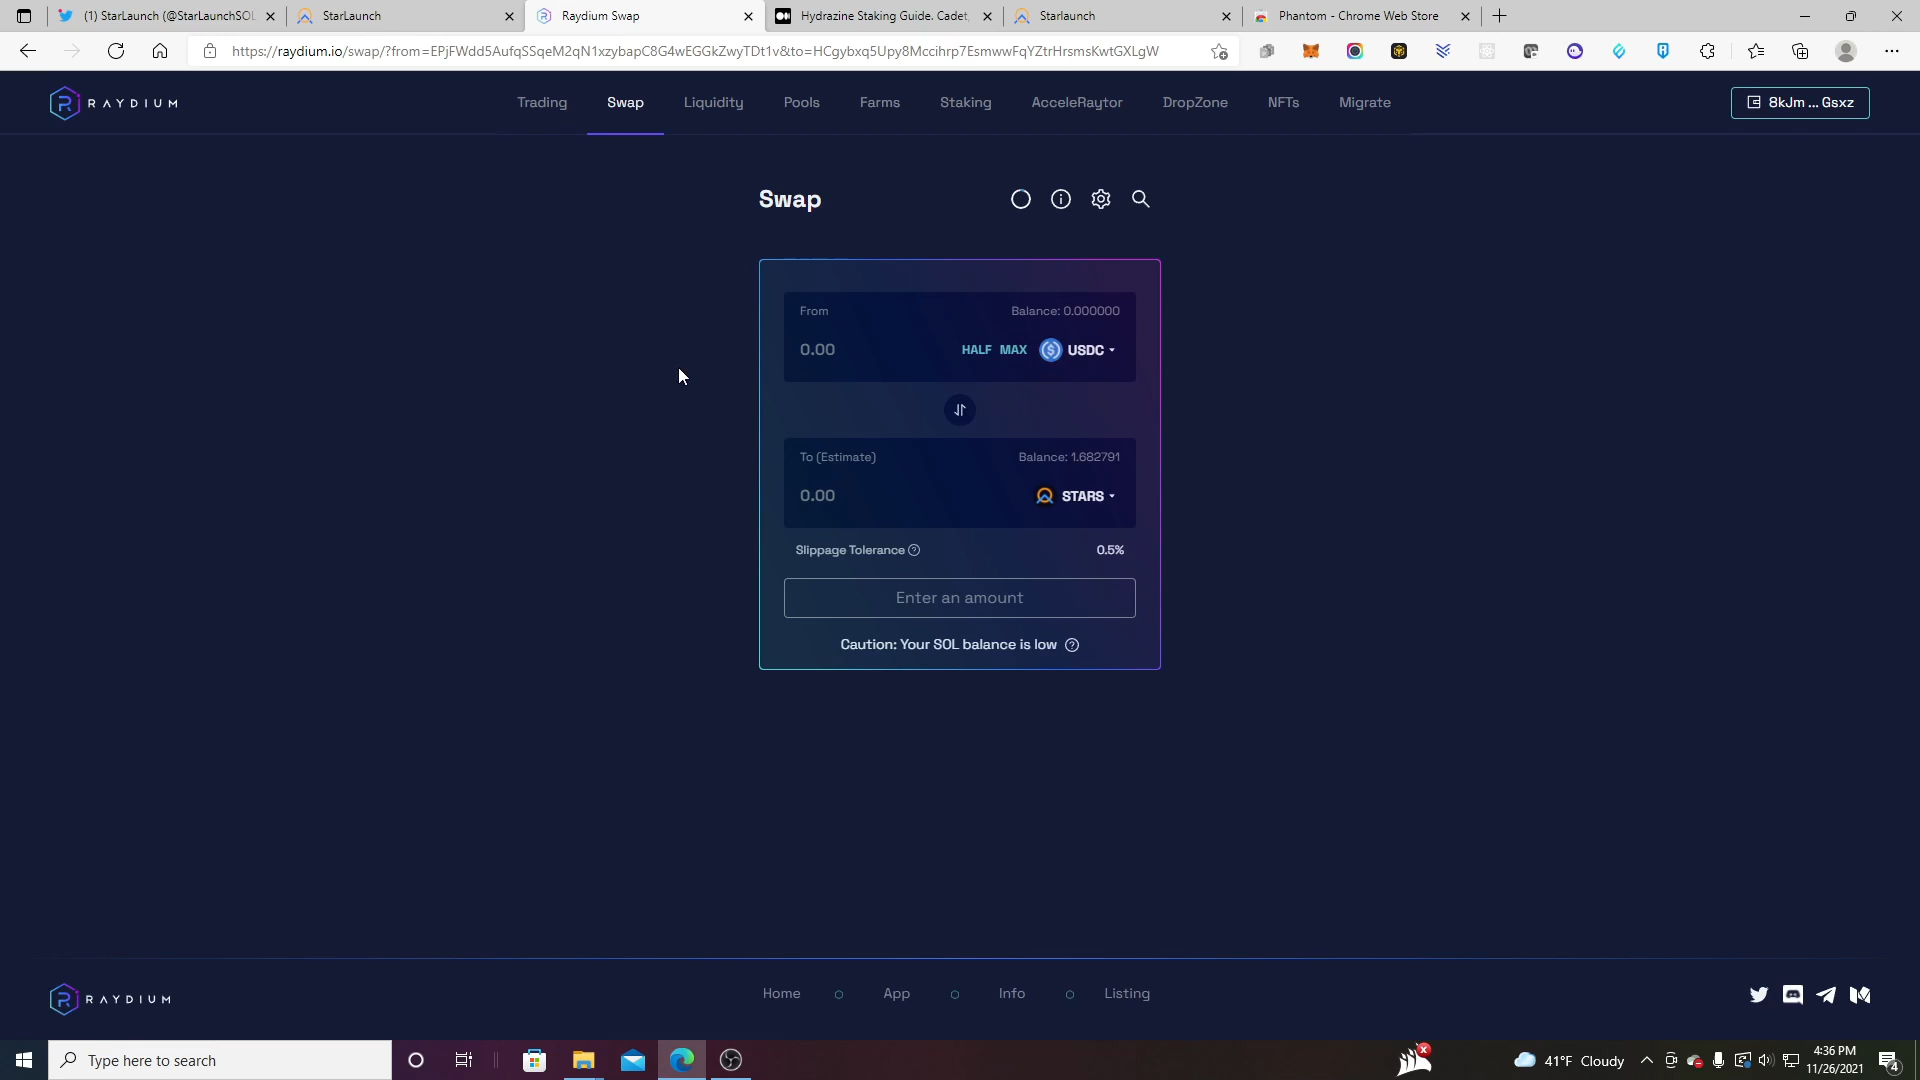 (1) StarLaunch (@StarLaunchSOL
StarLaunch
Raydium Swap
Hydrazine Staking Guide. Cadet,
Starlaunch
Phantom - Chrome Web Store
https://raydium.io/swap/?from=EPjFWdd5AufqSSqeM2qN1xzybapC8G4wEGGkZwyTDt1v&to=HCgybxq5Upy8Mccihrp7EsmwwFqYZtrHrsmsKwtGXLgW
RAYDIUM
Trading
Swap
Liquidity
Pools
Farms
Staking
AcceleRaytor
DropZone
NFTs
Migrate
8kJm ... Gsxz
Swap
From
Balance: 0.000000
0.00
HALF MAX
USDC
To (Estimate)
Balance: 1.682791
0.00
STARS
Slippage Tolerance
0.5%
Enter an amount
Caution: Your SOL balance is low
RAYDIUM
Home
App
Info
Listing
Type here to search
41°F Cloudy
4:36 PM
11/26/2021
4